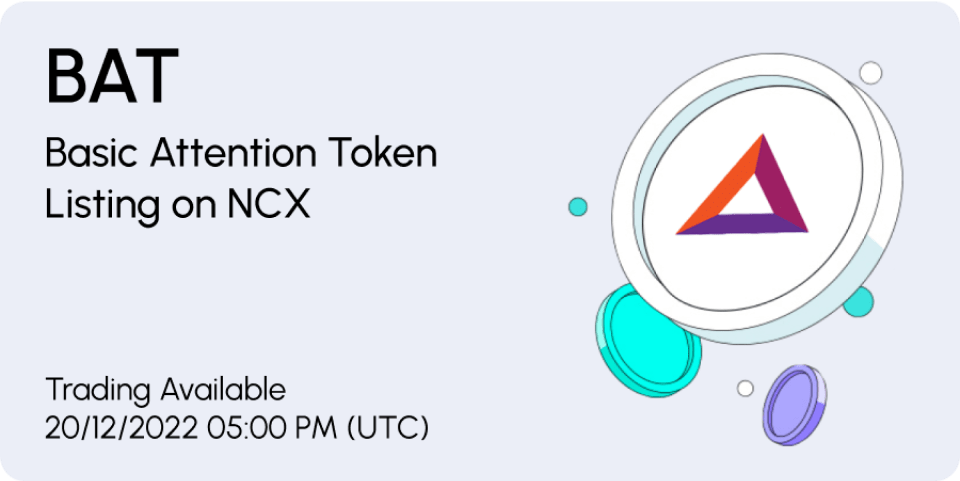 BAT
Basic Attention Token
Listing on NCX
Trading Available
20/12/2022 05:00 PM (UTC)